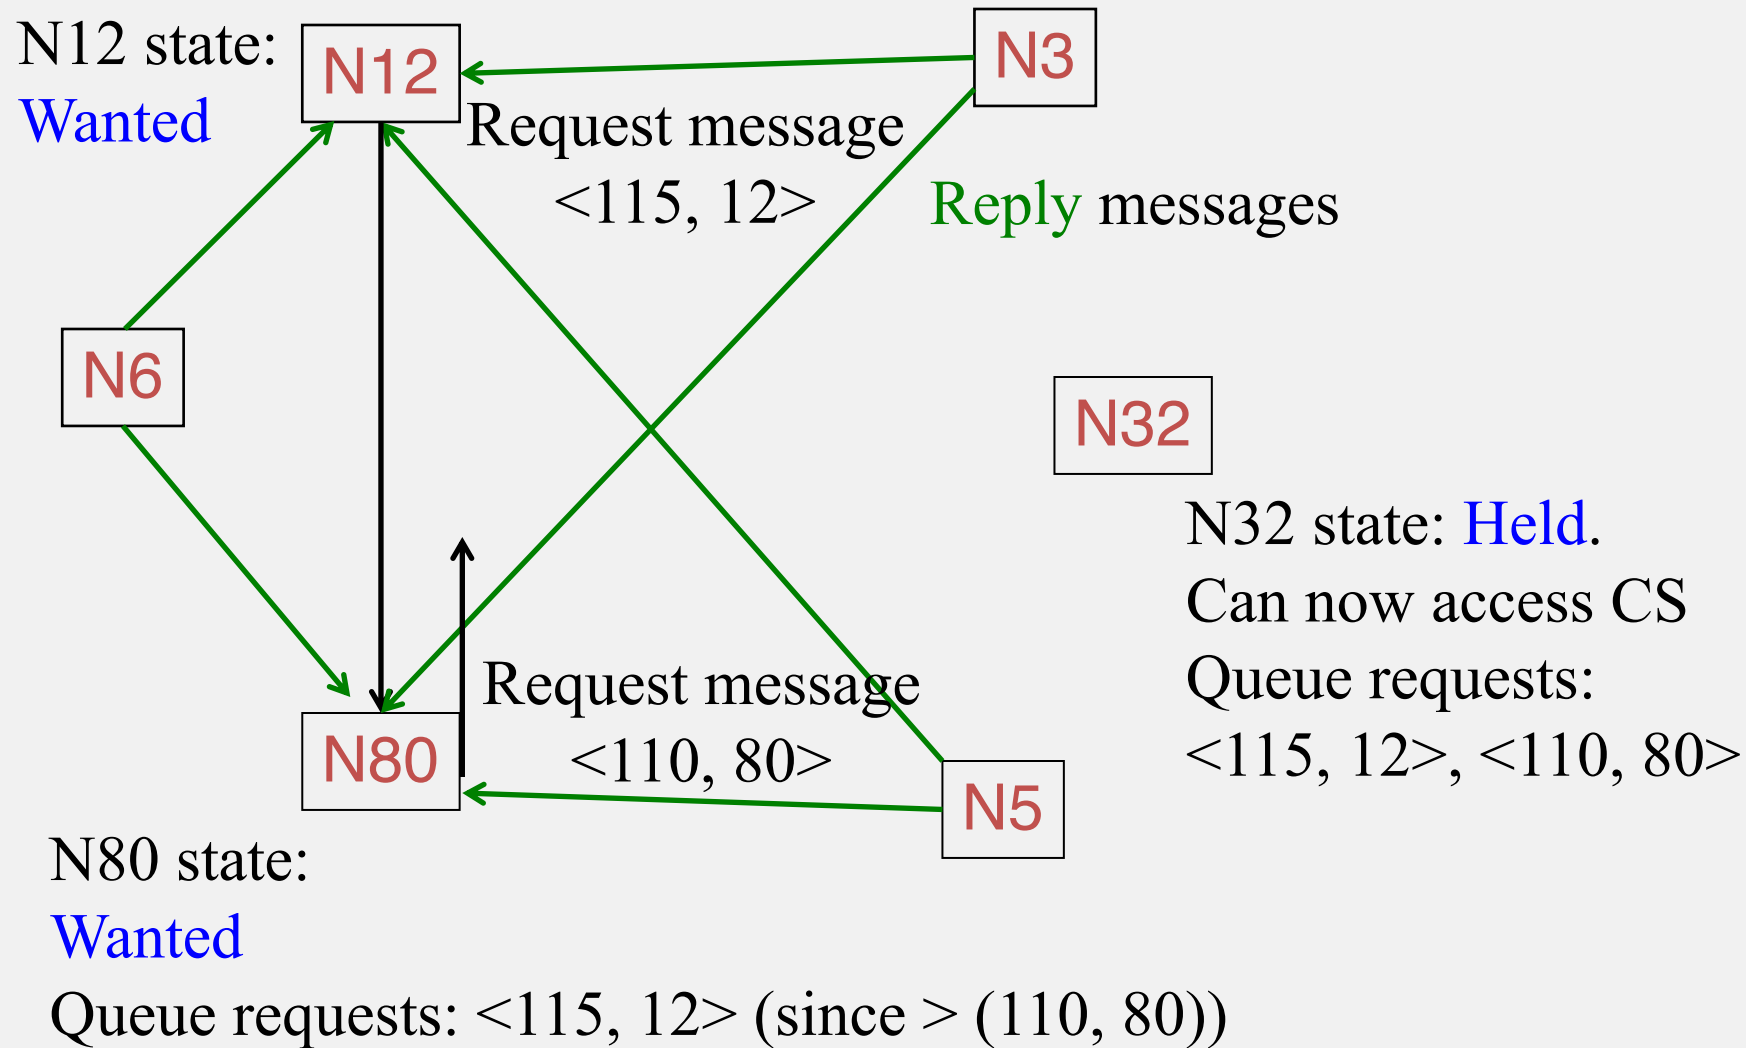 N12 state:
Wanted
N12
N3
Request message
<115, 12>
Reply messages
N6
N32
N32 state: Held.
Can now access CS
Queue requests:
<115, 12>, <110, 80>
Request message
<110, 80>
N80
N5
N80 state:
Wanted
Queue requests: <115, 12> (since > (110, 80))